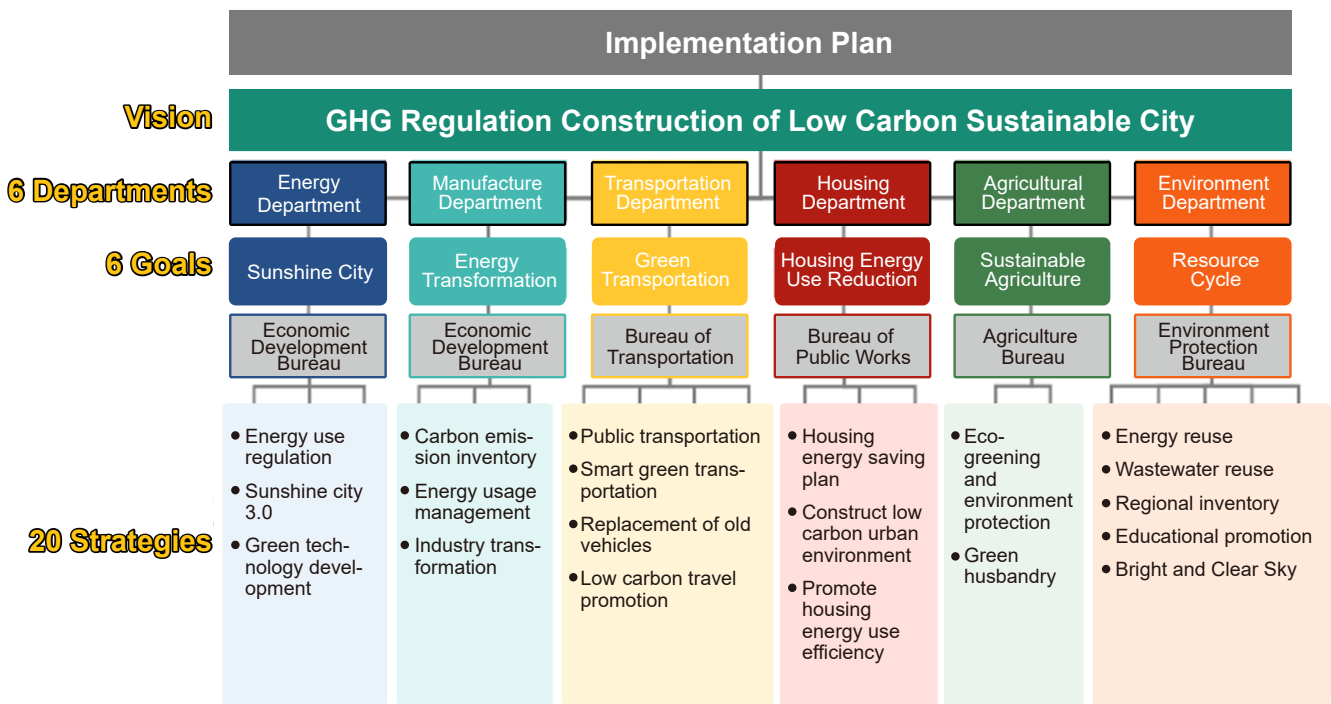 Implementation Plan
Vision
GHG Regulation Construction of Low Carbon Sustainable City
6 Departments
Energy
Department
Manufacture
Department
Transportation
Department
Housing
Department
Agricultural
Department
Environment
Department
6 Goals
Sunshine City
Energy
Transformation
Green
Transportation
Housing Energy
Use Reduction
Sustainable
Agriculture
Resource
Cycle
Economic
Development
Bureau
Economic
Development
Bureau
Bureau of
Transportation
Bureau of
Public Works
Agriculture
Bureau
Environment
Protection
Bureau
20 Strategies
• Energy use
regulation
• Sunshine city
3.0
• Green tech-
nology devel-
opment
• Carbon emis-
sion inventory
• Energy usage
management
• Industry trans-
formation
• Public transportation
• Smart green trans-
portation
• Replacement of old
vehicles
• Low carbon travel
promotion
• Housing
energy saving
plan
• Construct low
carbon urban
environment
• Promote
housing
energy use
efficiency
• Eco-
greening
and
environment
protection
• Green
husbandry
• Energy reuse
• Wastewater reuse
• Regional inventory
• Educational promotion
• Bright and Clear Sky